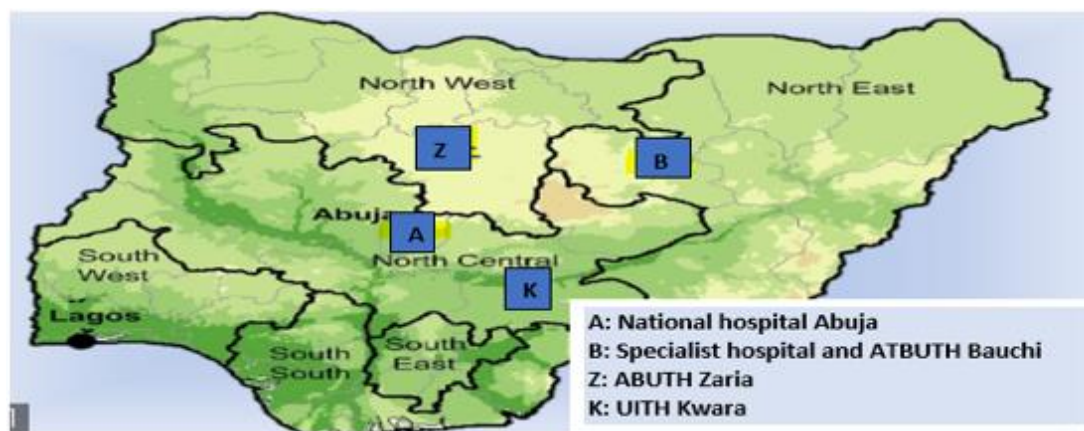 North West
North East
Z
B
Abuja
A
North Central
South
West
K
Lagos
South
South
South
East
A: National hospital Abuja
B: Specialist hospital and ATBUTH Bauchi
Z: ABUTH Zaria
K: UITH Kwara